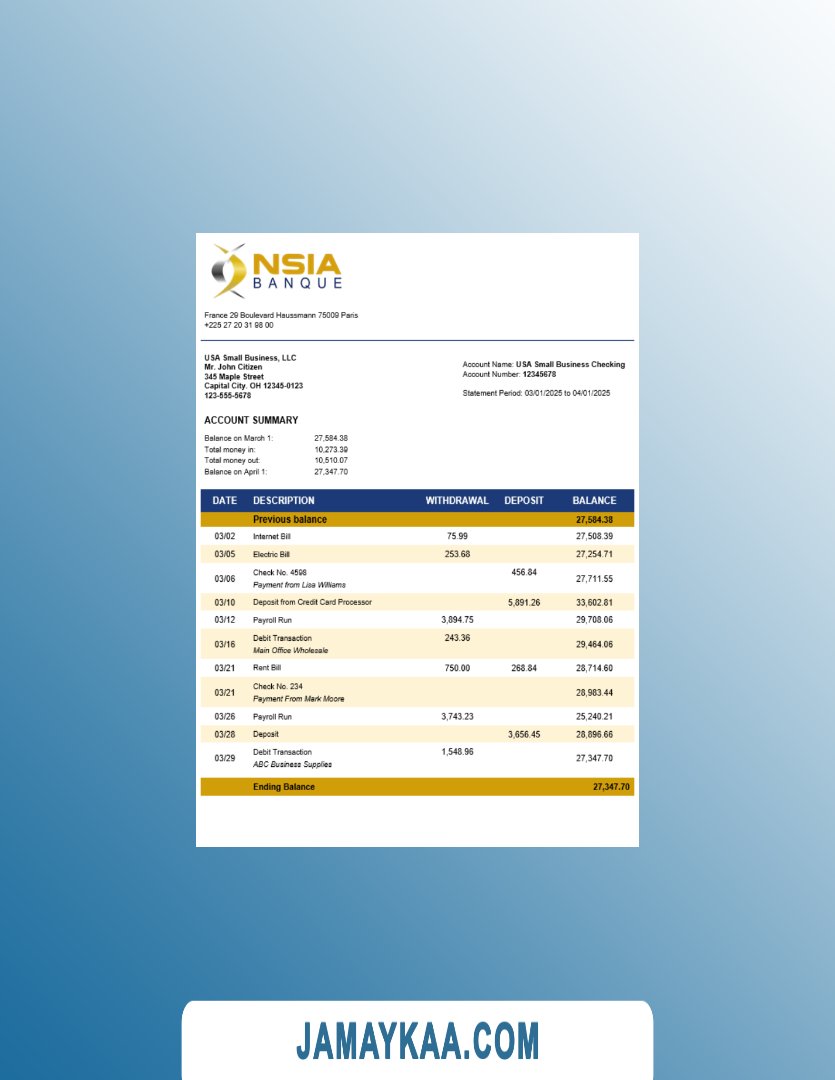 NSIA
BANQUE
France 29 Boulevard Haussmann 75009 Paris
+225 27 20 31 98 00
USA Small Business, LLC
Mr. John Citizen
345 Maple Street
Capital City. OH 12345-0123
123-555-5678
Account Name: USA Small Business Checking
Account Number: 12345678
Statement Period: 03/01/2025 to 04/01/2025
ACCOUNT SUMMARY
Balance on March 1: 27,584.38
Total money in: 10,273.39
Total money out: 10,510.07
Balance on April 1: 27,347.70
DATE DESCRIPTION WITHDRAWAL DEPOSIT BALANCE
Previous balance 27,584.38
03/02 Internet Bill 75.99 27,508.39
03/05 Electric Bill 253.68 27,254.71
03/06 Check No. 4598 456.84 27,711.55
Payment from Lisa Williams
03/10 Deposit from Credit Card Processor 5,891.26 33,602.81
03/12 Payroll Run 3,894.75 29,708.06
03/16 Debit Transaction 243.36 29,464.06
Main Office Wholesale
03/21 Rent Bill 750.00 268.84 28,714.60
03/21 Check No. 234 28,983.44
Payment From Mark Moore
03/26 Payroll Run 3,743.23 25,240.21
03/28 Deposit 3,656.45 28,896.66
03/29 Debit Transaction 1,548.96 27,347.70
ABC Business Supplies
Ending Balance 27,347.70
JAMAYKAA.COM